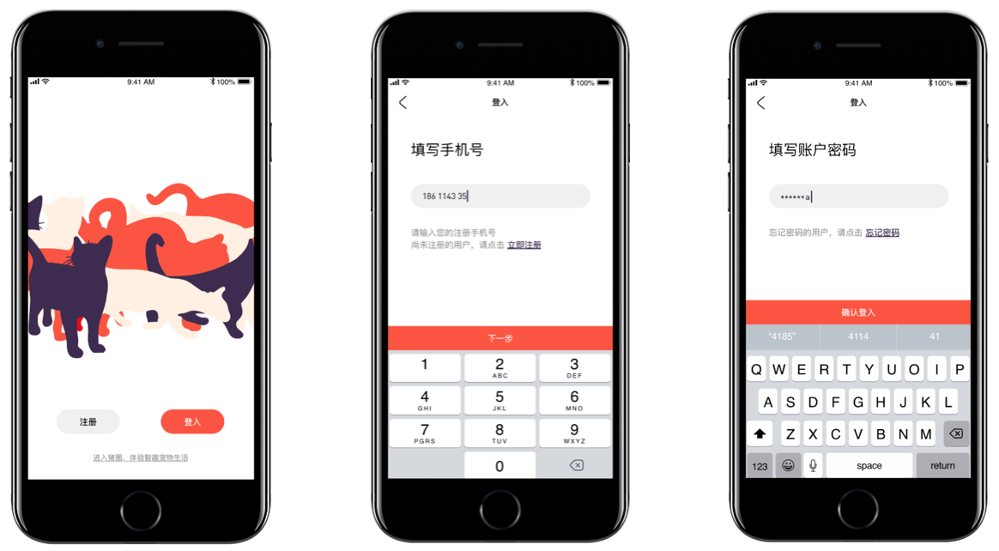 9:41 AM
100%
注册
登入
进入猪圈、体验智趣宠物生活
9:41 AM
100%
登入
填写手机号
186 1143 35
请输入您的注册手机号
尚未注册的用户，请点击 立即注册
下一步
1
2
3
ABC
DEF
4
5
6
GHI
JKL
MNO
7
8
9
PGRS
TUV
WXYZ
0
9:41 AM
100%
登入
填写账户密码
******a
忘记密码的用户，请点击 忘记密码
确认登入
“4185” 4114 41
Q W E R T Y U O I P
A S D F G H J K L
Z X C V B N M
123 space return